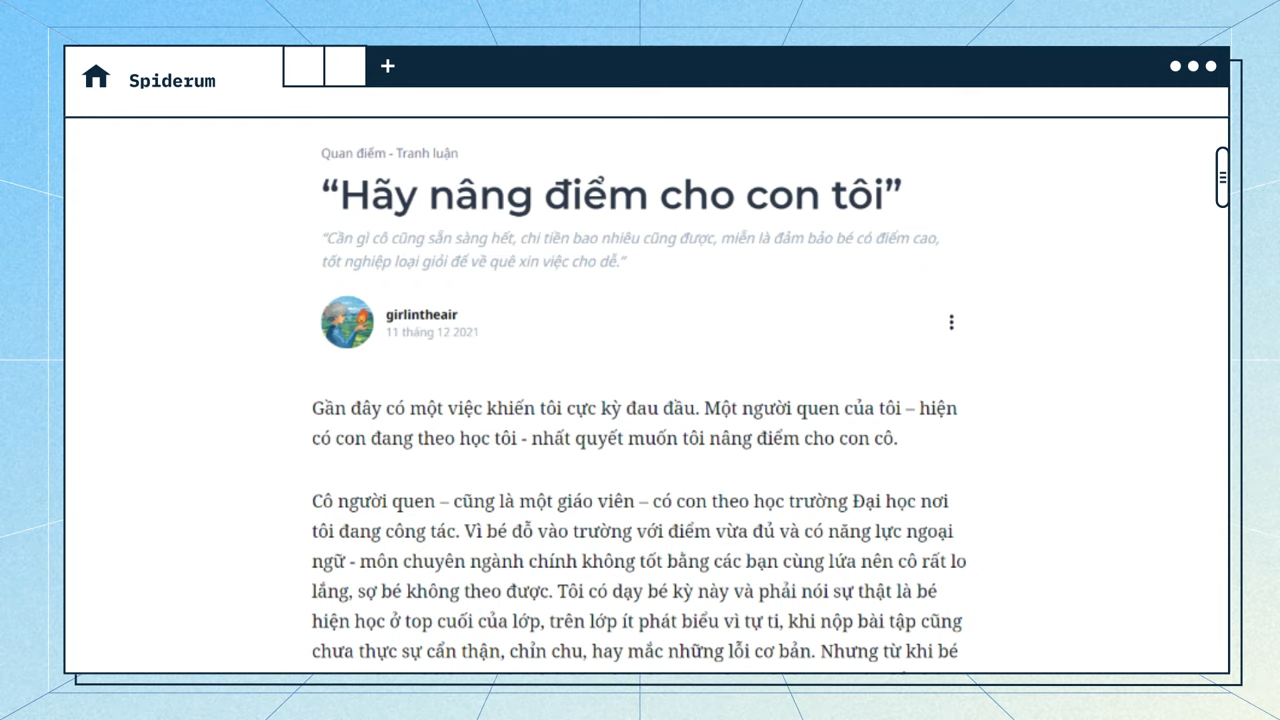 Spiderum
Quan điểm - Tranh luận
“Hãy nâng điểm cho con tôi”
“Cần gì cô cũng sẵn sàng hết, chi tiền bao nhiêu cũng được, miễn là đảm bảo bé có điểm cao,
tốt nghiệp loại giỏi để về quê xin việc cho dễ.”
girlintheair
11 tháng 12 2021
Gần đây có một việc khiến tôi cực kỳ đau đầu. Một người quen của tôi – hiện
có con đang theo học tôi - nhất quyết muốn tôi nâng điểm cho con cô.
Cô người quen – cũng là một giáo viên – có con theo học trường Đại học nơi
tôi đang công tác. Vì bé đỗ vào trường với điểm vừa đủ và có năng lực ngoại
ngữ - môn chuyên ngành chính không tốt bằng các bạn cùng lứa nên cô rất lo
lắng, sợ bé không theo được. Tôi có dạy bé kỳ này và phải nói sự thật là bé
hiện học ở top cuối của lớp, trên lớp ít phát biểu vì tự ti, khi nộp bài tập cũng
chưa thực sự cẩn thận, chỉn chu, hay mắc những lỗi cơ bản. Nhưng từ khi bé